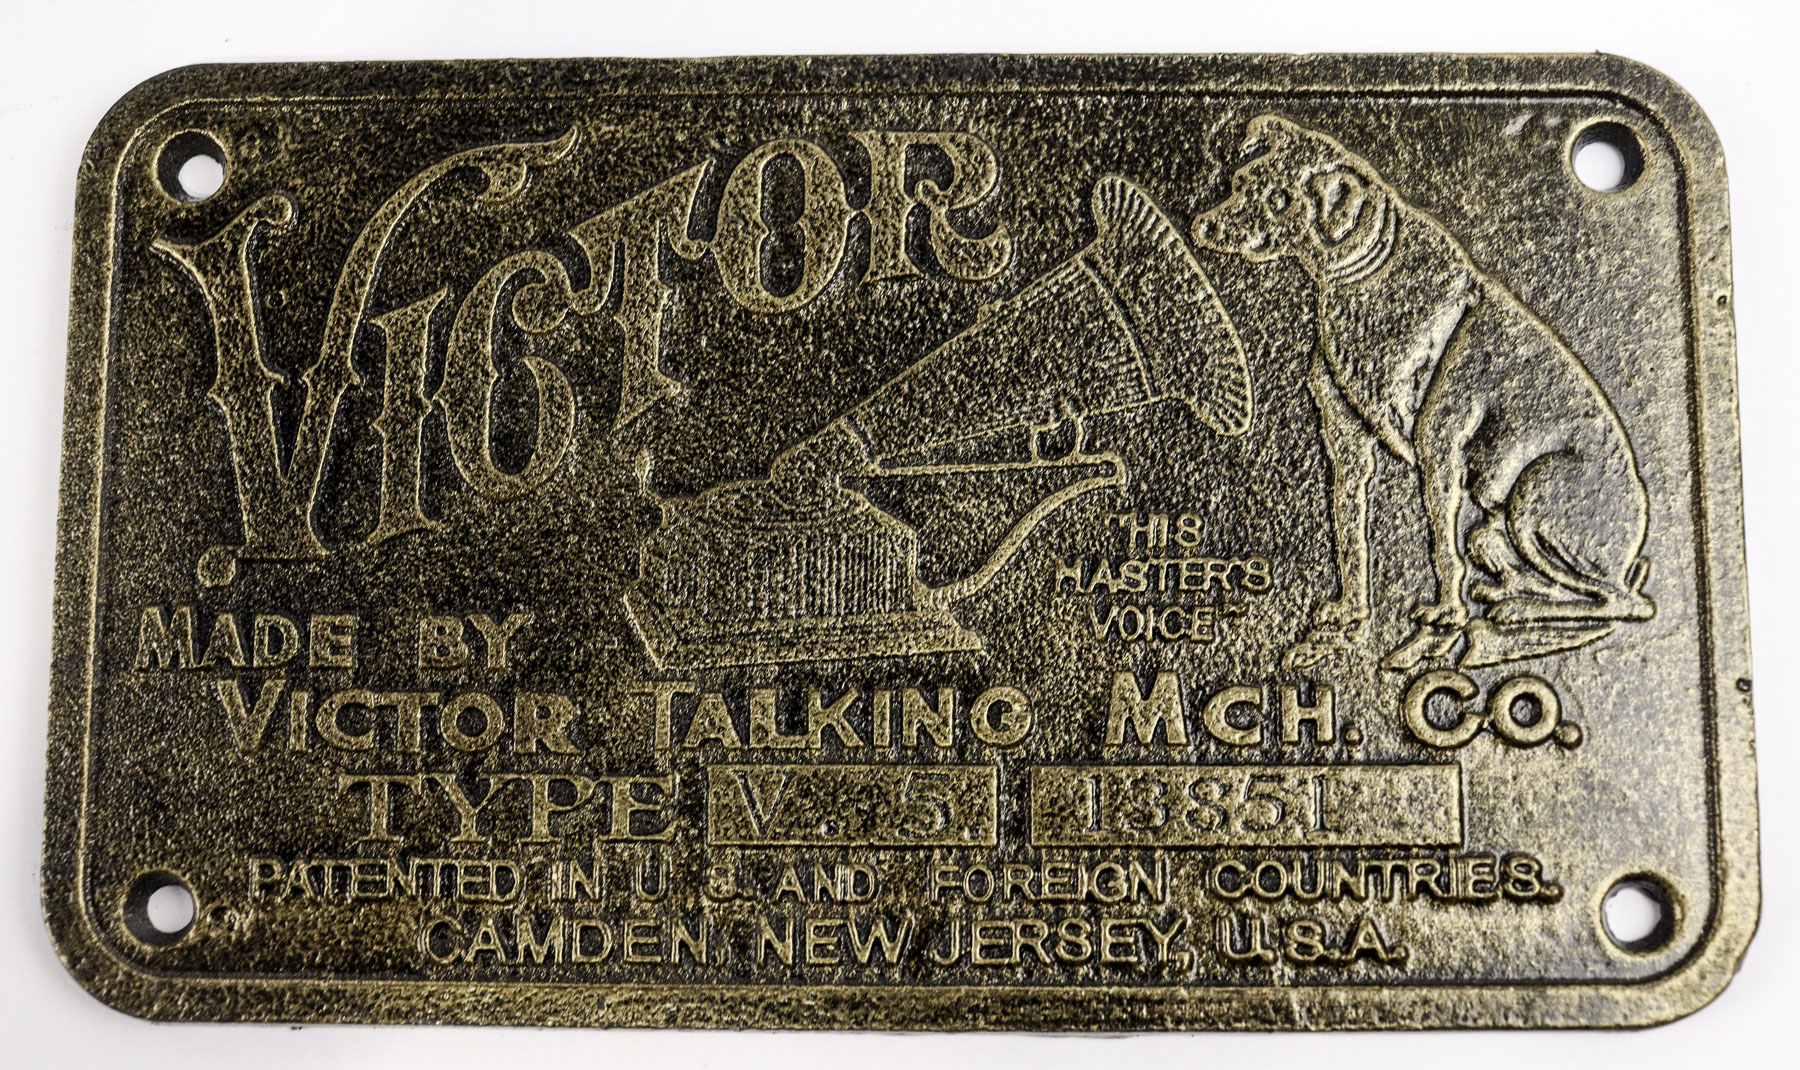 VICTOR
"HIS
MASTER'S
VOICE"
MADE BY
VICTOR TALKING MCH. CO.
TYPE V. 5. 13851
PATENTED IN U.S. AND FOREIGN COUNTRIES.
CAMDEN, NEW JERSEY, U.S.A.